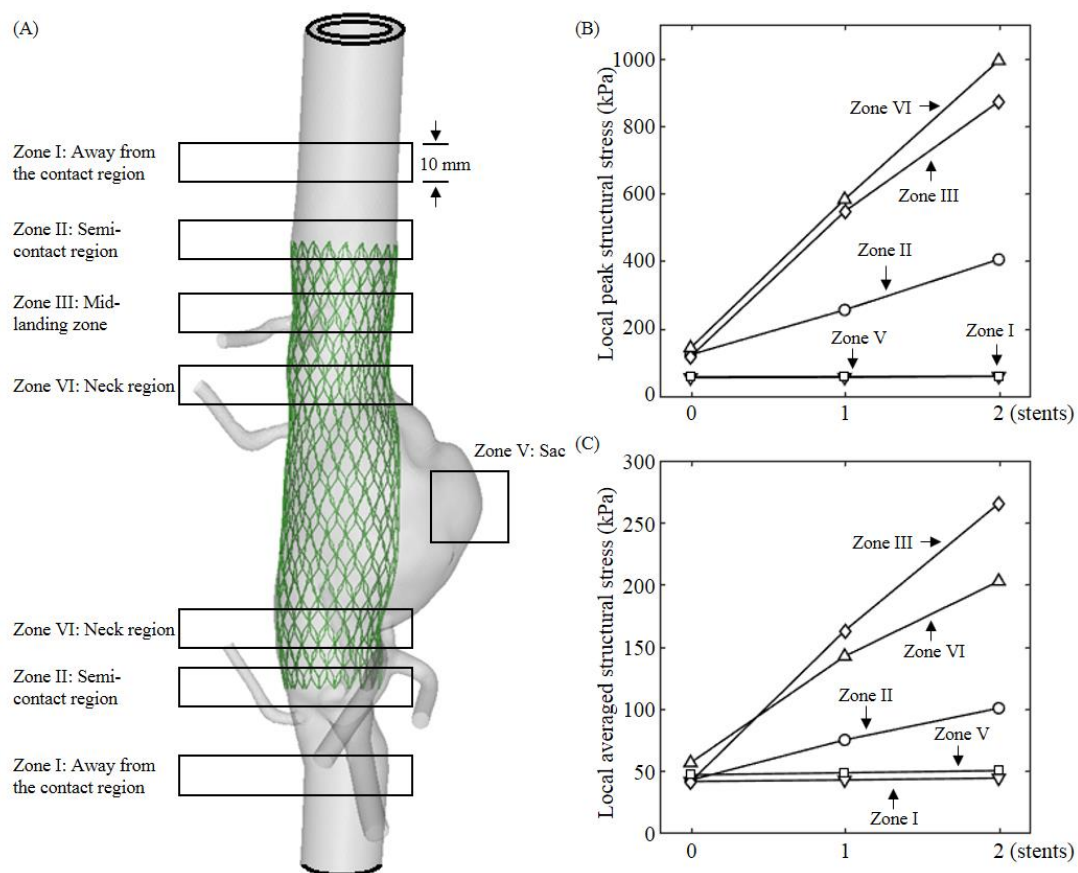 (A)
Zone I: Away from
the contact region
10 mm
Zone II: Semi-
contact region
Zone III: Mid-
landing zone
Zone VI: Neck region
Zone V: Sac
Zone VI: Neck region
Zone II: Semi-
contact region
Zone I: Away from
the contact region
(B)
Local peak structural stress (kPa)
1000
800
600
400
200
0
Zone VI
Zone III
Zone II
Zone V
Zone I
0
1
2 (stents)
(C)
Local averaged structural stress (kPa)
300
250
200
150
100
50
0
Zone III
Zone VI
Zone II
Zone V
Zone I
0
1
2 (stents)